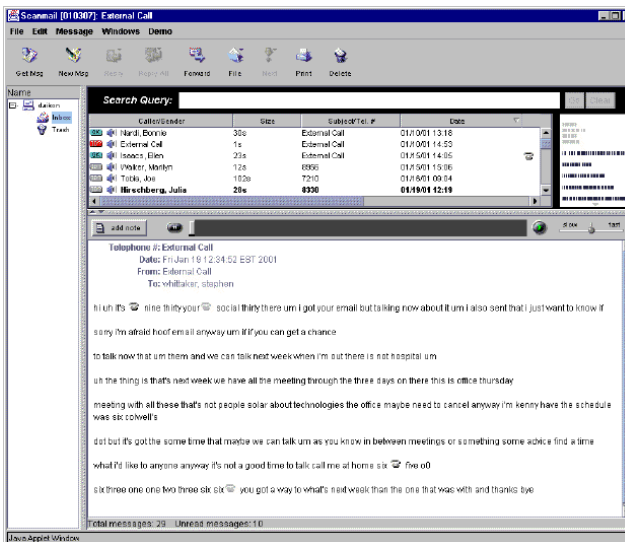 Scanmail [010307]: External Call
File Edit Message Windows Demo
Get Msg New Msg Reply Reply All Forward File Next Print Delete
Name
Inbox
Trash
Search Query: Clear
Caller/Sender Size Subject/Tel. # Date
Nardi, Bonnie 30s External Call 01/10/01 13:18
External Call 1s External Call 01/10/01 14:53
Isaacs, Ellen 23s External Call 01/15/01 14:05
Walker, Marilyn 12s 01/16/01 15:06
Tobia, Joe 102s 7210 01/16/01 09:04
Hirschberg, Julia 28s 8330 01/19/01 12:19
add note slow fast
Telephone #: External Call
Date: Fri Jan 19 12:34:52 EST 2001
From: External Call
To: whittaker, stephen
hi uh it's nine thirty your social thirty there um i got your email but talking now about it um i also sent that i just want to know if
sorry i'm afraid hoof email anyway um if if you can get a chance
to talk now that um them and we can talk next week when i'm out there is not hospital um
uh the thing is that's next week we have all the meeting through the three days on there this is office thursday
meeting with all these that's not people solar about technologies the office maybe need to cancel anyway i'm kenny have the schedule
was six colwell's
dot but it's got the some time that maybe we can talk um as you know in between meetings or something some advice find a time
what i'd like to anyone anyway it's not a good time to talk call me at home six five o0
six three one one two three six six you got a way to what's next week than the one that was with and thanks bye
Total messages: 29 Unread messages: 10
Java Applet Window